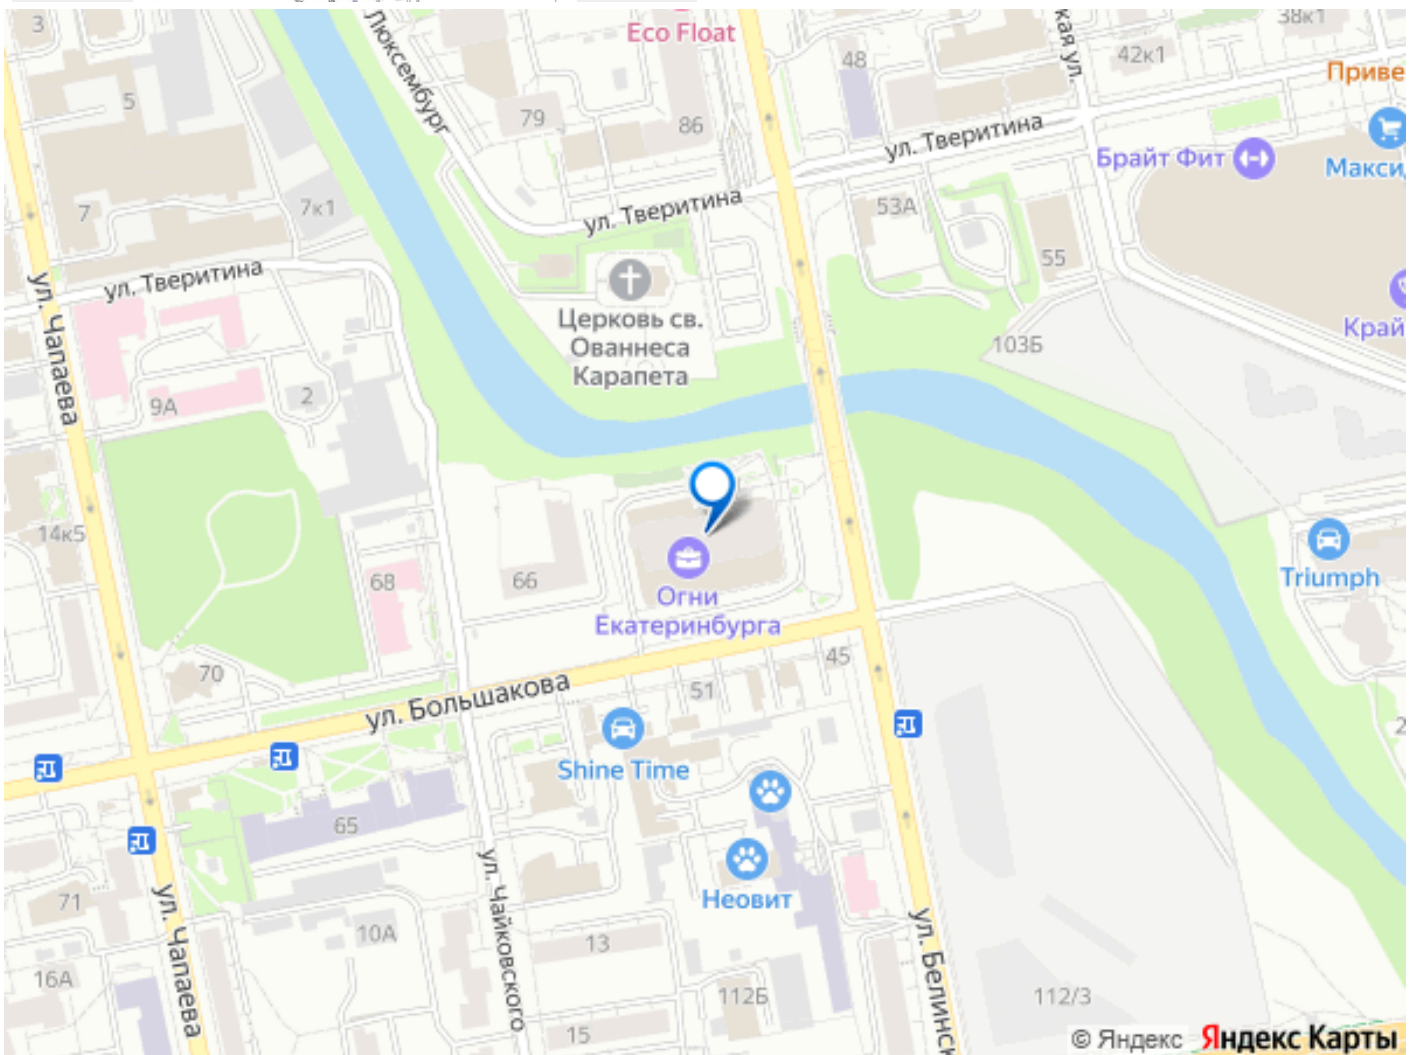 3
Eco Float
38к1
кая ул.
48
42к1
Люксембург
Приве
5
79
86
ул. Тверитина
Брайт Фит
Макси
7
7к1
ул. Тверитина
53А
55
ул. Тверитина
ул. Чапаева
Церковь св.
Ованнеса
Карапета
103Б
Край
9А
2
14к5
68
66
Огни
Екатеринбурга
Triumph
70
45
51
ул. Большакова
Shine Time
65
71
Неовит
ул. Чапаева
10А
ул. Чайковского
13
ул. Белинск
16А
112Б
112/3
15
© Яндекс Яндекс Карты